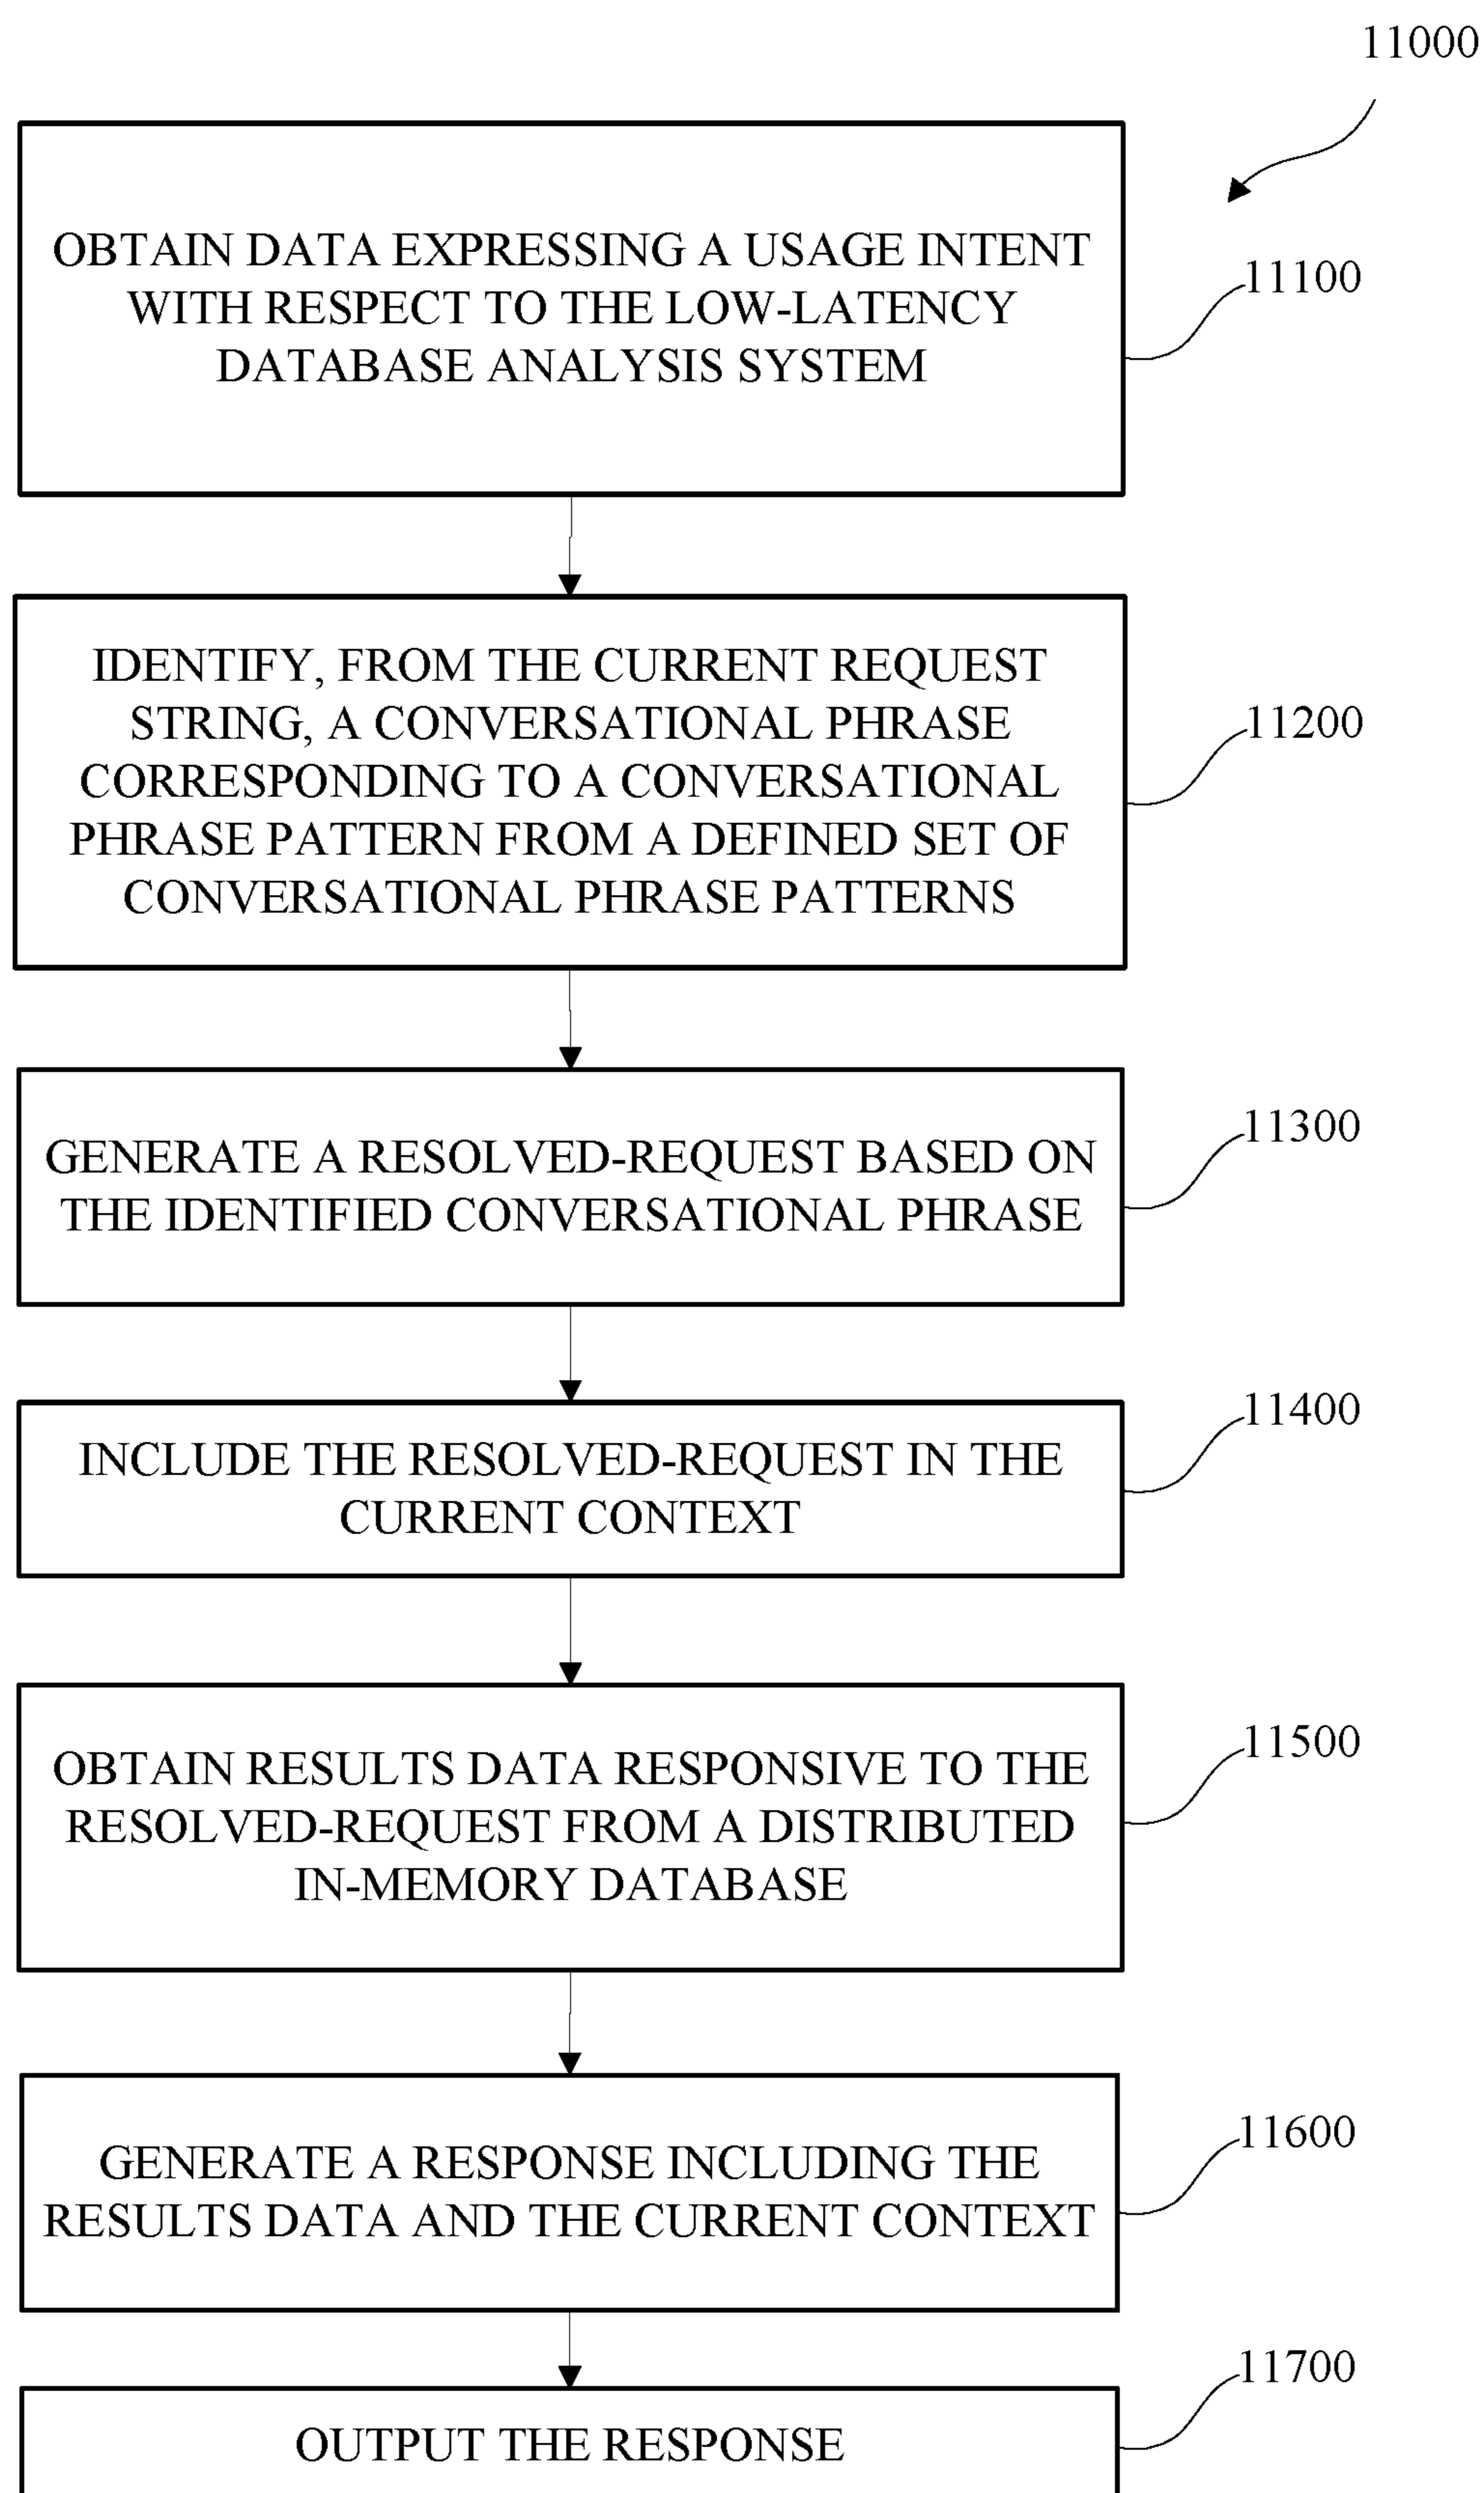 11000
OBTAIN DATA EXPRESSING A USAGE INTENT
WITH RESPECT TO THE LOW-LATENCY
DATABASE ANALYSIS SYSTEM
11100
IDENTIFY, FROM THE CURRENT REQUEST
STRING, A CONVERSATIONAL PHRASE
CORRESPONDING TO A CONVERSATIONAL
PHRASE PATTERN FROM A DEFINED SET OF
CONVERSATIONAL PHRASE PATTERNS
11200
GENERATE A RESOLVED-REQUEST BASED ON
THE IDENTIFIED CONVERSATIONAL PHRASE
11300
INCLUDE THE RESOLVED-REQUEST IN THE
CURRENT CONTEXT
11400
OBTAIN RESULTS DATA RESPONSIVE TO THE
RESOLVED-REQUEST FROM A DISTRIBUTED
IN-MEMORY DATABASE
11500
GENERATE A RESPONSE INCLUDING THE
RESULTS DATA AND THE CURRENT CONTEXT
11600
OUTPUT THE RESPONSE
11700